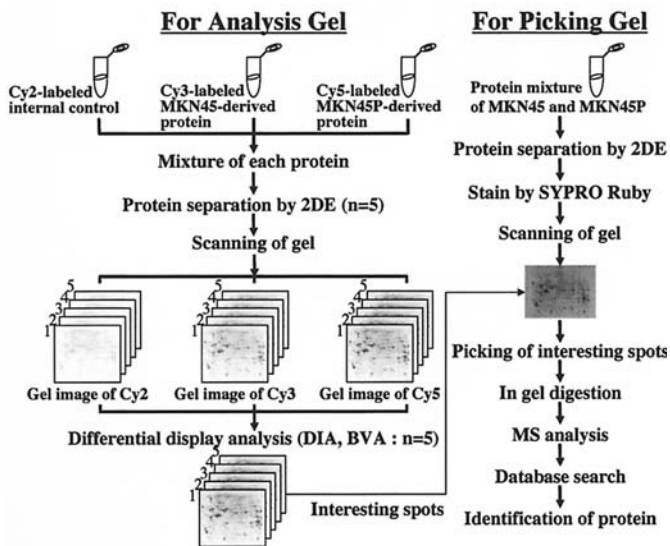 For Analysis Gel
Cy2-labeled
internal control
Cy3-labeled
MKN45-derived
protein
Cy5-labeled
MKN45P-derived
protein
Mixture of each protein
Protein separation by 2DE (n=5)
Scanning of gel
5
4
3
2
1
5
4
3
2
1
5
4
3
2
1
Gel image of Cy2
Gel image of Cy3
Gel image of Cy5
Differential display analysis (DIA, BVA : n=5)
5
4
3
2
1
Interesting spots
For Picking Gel
Protein mixture
of MKN45 and MKN45P
Protein separation by 2DE
Stain by SYPRO Ruby
Scanning of gel
Picking of interesting spots
In gel digestion
MS analysis
Database search
Identification of protein